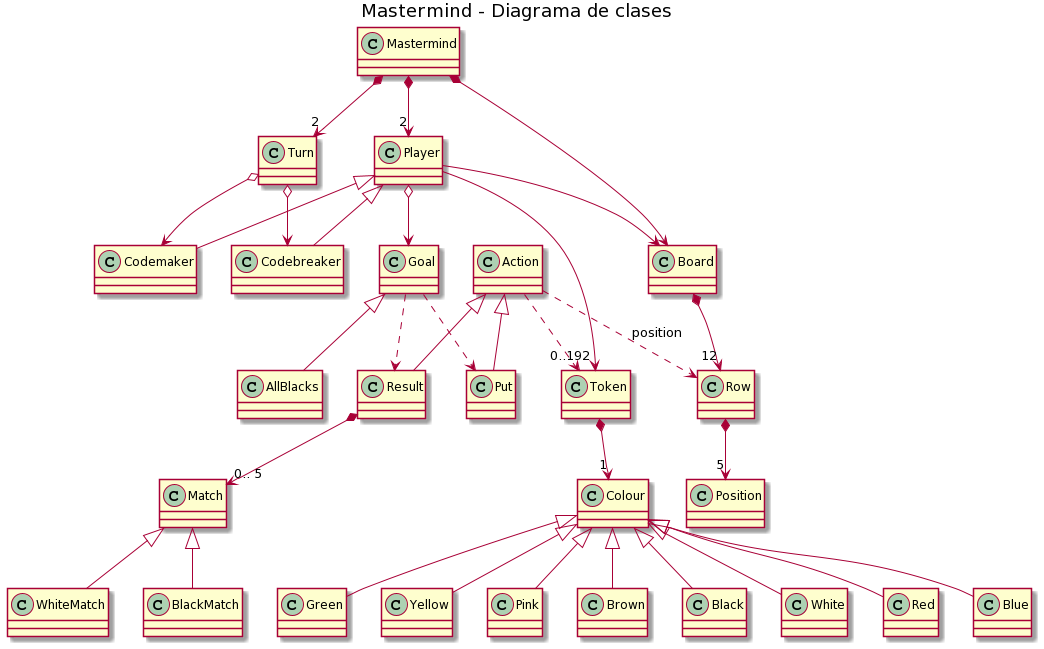 Mastermind - Diagrama de clases
C Mastermind
2
2
C Turn
C Player
C Codemaker
C Codebreaker
C Goal
C Action
C Board
position
0..192
12
C AllBlacks
C Result
C Put
C Token
C Row
0.. 5
1
5
C Match
C Colour
C Position
C WhiteMatch
C BlackMatch
C Green
C Yellow
C Pink
C Brown
C Black
C White
C Red
C Blue